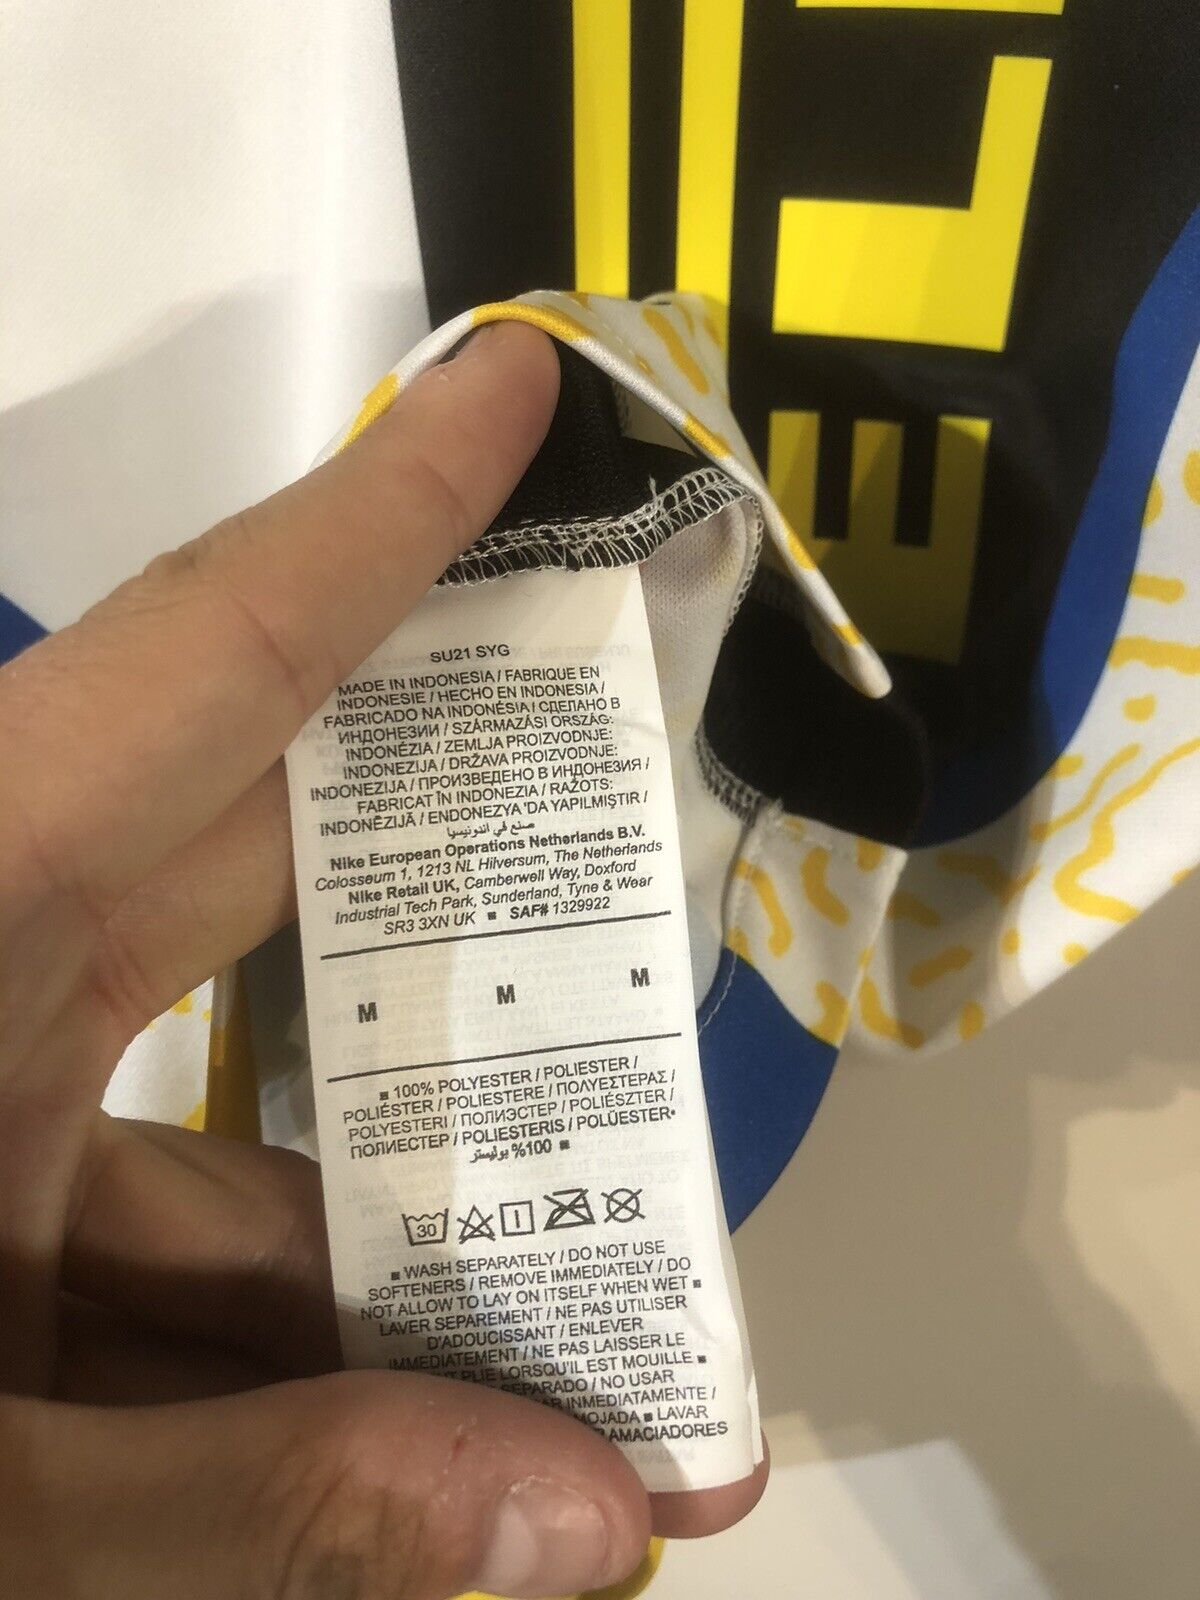 SU21 SYG
MADE IN INDONESIA / FABRIQUE EN
INDONESIE / HECHO EN INDONESIA /
FABRICADO NA INDONÉSIA / СДЕЛАНО В
ИНДОНЕЗИИ / SZÁRMAZÁSI ORSZÁG:
INDONÉZIA / ZEMLJA PROIZVODNJE:
INDONEZIJA / DRŽAVA PROIZVODNJE:
INDONEZIJA / ПРОИЗВЕДЕНО В ИНДОНЕЗИЯ /
FABRICAT ÎN INDONEZIA / RAŽOTS:
INDONĒZIJĀ / ENDONEZYA 'DA YAPILMIŞTIR /
صنع في اندونيسيا
Nike European Operations Netherlands B.V.
Colosseum 1, 1213 NL Hilversum, The Netherlands
Nike Retail UK, Camberwell Way, Doxford
Industrial Tech Park, Sunderland, Tyne & Wear
SR3 3XN UK ■ SAF# 1329922
M M M
■ 100% POLYESTER / POLIESTER /
POLIÉSTER / POLIESTERE / ΠΟΛΥΕΣΤΕΡΑΣ /
POLYESTERI / ПОЛИЭСТЕР / POLIÉSZTER /
ПОЛИЕСТЕР / POLIESTERIS / POLÜESTER•
100% بوليستر ■
30
■ WASH SEPARATELY / DO NOT USE
SOFTENERS / REMOVE IMMEDIATELY / DO
NOT ALLOW TO LAY ON ITSELF WHEN WET ■
LAVER SEPAREMENT / NE PAS UTILISER
D'ADOUCISSANT / ENLEVER
IMMEDIATEMENT / NE PAS LAISSER LE
PLIE LORSQU'IL EST MOUILLE ■
SEPARADO / NO USAR
INMEDIATAMENTE /
MOJADA ■ LAVAR
AMACIADORES